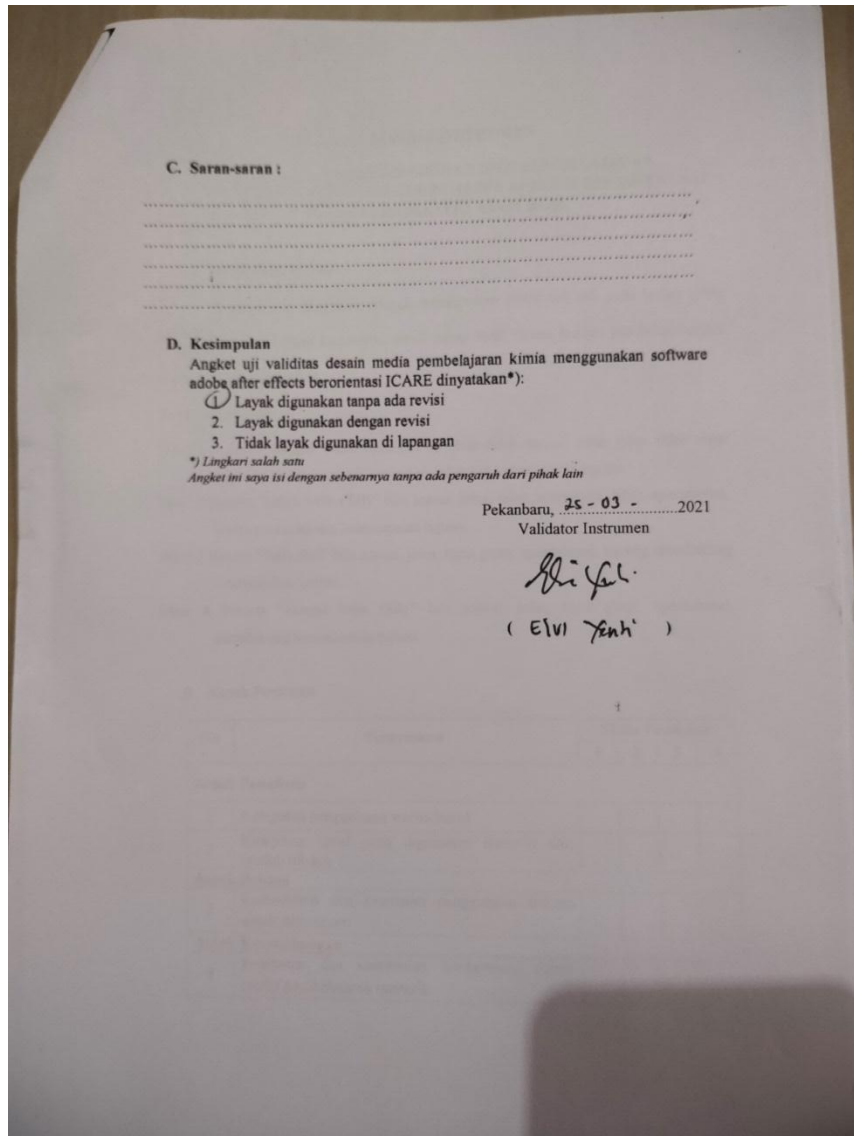 C. Saran-saran :
D. Kesimpulan
Angket uji validitas desain media pembelajaran kimia menggunakan software
adobe after effects berorientasi ICARE dinyatakan*):
1. Layak digunakan tanpa ada revisi
2. Layak digunakan dengan revisi
3. Tidak layak digunakan di lapangan
*) Lingkari salah satu
Angket ini saya isi dengan sebenarnya tanpa ada pengaruh dari pihak lain
Pekanbaru, 25 - 03 - 2021
Validator Instrumen
( Elvi Yenti )